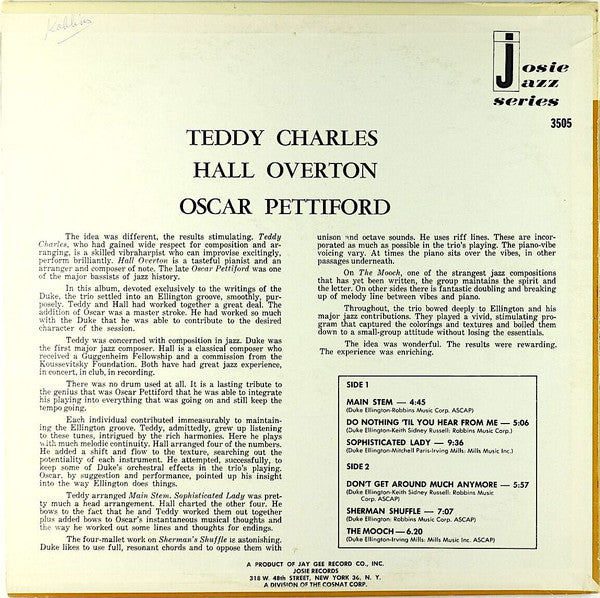 Robbins
Josie
Jazz
series
3505
TEDDY CHARLES
HALL OVERTON
OSCAR PETTIFORD
The idea was different, the results stimulating. Teddy
Charles, who had gained wide respect for composition and ar-
ranging, is a skilled vibraharpist who can improvise excitingly,
perform brilliantly. Hall Overton is a tasteful pianist and an
arranger and composer of note. The late Oscar Pettiford was one
of the major bassists of jazz history.
In this album, devoted exclusively to the writings of the
Duke, the trio settled into an Ellington groove, smoothly, pur-
posely. Teddy and Hall had worked together a great deal. The
addition of Oscar was a master stroke. He had worked so much
with the Duke that he was able to contribute to the desired
character of the session.
Teddy was concerned with composition in jazz. Duke was
the first major jazz composer. Hall is a classical composer who
received a Guggenheim Fellowship and a commission from the
Koussevitsky Foundation. Both have had great jazz experience,
in concert, in club, in recording.
There was no drum used at all. It is a lasting tribute to
the genius that was Oscar Pettiford that he was able to integrate
his playing into everything that was going on and still keep the
tempo going.
Each individual contributed immeasurably to maintain-
ing the Ellington groove. Teddy, admittedly, grew up listening
to these tunes, intrigued by the rich harmonies. Here he plays
with much melodic continuity. Hall arranged four of the numbers.
He added a shift and flow to the texture, searching out the
potentiality of each instrument. He attempted, successfully, to
keep some of Duke's orchestral effects in the trio's playing.
Oscar, by suggestion and performance, pointed up his insight
into the way Ellington does things.
Teddy arranged Main Stem. Sophisticated Lady was pret-
ty much a head arrangement. Hall charted the other four. He
bows to the fact that he and Teddy worked them out together
plus added bows to Oscar's instantaneous musical thoughts and
the way he worked out some lines and thoughts for endings.
The four-mallet work on Sherman's Shuffle is astonishing.
Duke likes to use full, resonant chords and to oppose them with
unison and octave sounds. He uses riff lines. These are incor-
porated as much as possible in the trio's playing. The piano-vibe
voicing vary. At times the piano sits over the vibes, in other
passages underneath.
On The Mooch, one of the strangest jazz compositions
that has yet been written, the group maintains the spirit and
the letter. On other sides there is fantastic doubling and breaking
up of melody line between vibes and piano.
Throughout, the trio bowed deeply to Ellington and his
major jazz contributions. They played a vivid, stimulating pro-
gram that captured the colorings and textures and boiled them
down to a small-group attitude without losing the essentials.
The idea was wonderful. The results were rewarding.
The experience was enriching.
SIDE 1
MAIN STEM — 4:45
(Duke Ellington-Robbins Music Corp. ASCAP)
DO NOTHING 'TIL YOU HEAR FROM ME — 5:06
(Duke Ellington-Keith Sidney Russell: Robbins Music Corp.)
SOPHISTICATED LADY — 9:36
(Duke Ellington-Mitchell Paris-Irving Mills: Mills Music Inc.)
SIDE 2
DON'T GET AROUND MUCH ANYMORE — 5:57
(Duke Ellington-Keith Sidney Russell: Robbins Music
Corp. ASCAP)
SHERMAN SHUFFLE — 7:07
(Duke Ellington: Robbins Music Corp. ASCAP)
THE MOOCH — 6:20
(Duke Ellington-Irving Mills: Mills Music Inc. ASCAP)
A PRODUCT OF JAY GEE RECORD CO., INC.
JOSIE RECORDS
318 W. 48th STREET, NEW YORK 36, N. Y.
A DIVISION OF THE COSNAT CORP.